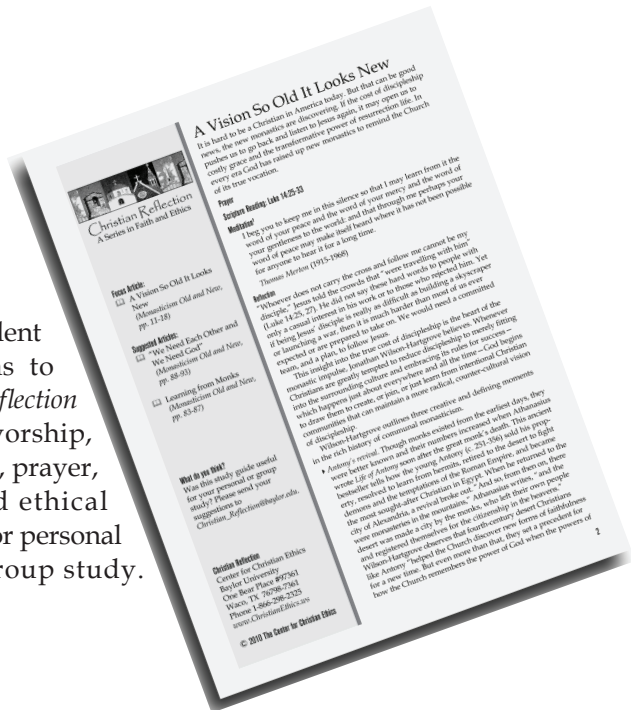 dent
ns to
eflection
vorship,
, prayer,
d ethical
or personal
roup study.
Christian Reflection
A Series in Faith and Ethics
Focus Article:
A Vision So Old It Looks
New
(Monasticism Old and New,
pp. 11-18)
Suggested Articles:
"We Need Each Other and
We Need God"
(Monasticism Old and New,
pp. 88-93)
Learning from Monks
(Monasticism Old and New,
pp. 83-87)
What do you think?
Was this study guide useful
for your personal or group
study? Please send your
suggestions to
Christian_Reflection@baylor.edu.
Christian Reflection
Center for Christian Ethics
Baylor University
One Bear Place #97361
Waco, TX 76798-7361
Phone 1-866-298-2325
www.ChristianEthics.ws
© 2010 The Center for Christian Ethics
A Vision So Old It Looks New
It is hard to be a Christian in America today. But that can be good
news, the new monastics are discovering. If the cost of discipleship
pushes us to go back and listen to Jesus again, it may open us to
costly grace and the transformative power of resurrection life. In
every era God has raised up new monastics to remind the Church
of its true vocation.
Prayer
Scripture Reading: Luke 14:25-33
Meditation†
I beg you to keep me in this silence so that I may learn from it the
word of your peace and the word of your mercy and the word of
your gentleness to the world: and that through me perhaps your
word of peace may make itself heard where it has not been possible
for anyone to hear it for a long time.
Thomas Merton (1915-1968)
Reflection
"Whoever does not carry the cross and follow me cannot be my
disciple," Jesus told the crowds that "were travelling with him"
(Luke 14:25, 27). He did not say these hard words to people with
only a casual interest in his work or to those who rejected him. Yet
if being Jesus' disciple is really as difficult as building a skyscraper
or launching a war, then it is much harder than most of us ever
expected or are prepared to take on. We would need a committed
team, and a plan, to follow Jesus.
This insight into the true cost of discipleship is the heart of the
monastic impulse, Jonathan Wilson-Hartgrove believes. Whenever
Christians are greatly tempted to reduce discipleship to merely fitting
into the surrounding culture and embracing its rules for success—
which happens just about everywhere and all the time—God begins
to draw them to create, or join, or just learn from intentional Christian
communities that can maintain a more radical, counter-cultural vision
of discipleship.
Wilson-Hartgrove outlines three creative and defining moments
in the rich history of communal monasticism.
Antony's revival. Though monks existed from the earliest days, they
were better known and their numbers increased when Athanasius
wrote Life of Antony soon after the great monk's death. This ancient
bestseller tells how the young Antony (c. 251-356) sold his prop-
erty, resolved to learn from hermits, retired to the desert to fight
demons and the temptations of the Roman Empire, and became
the most sought-after Christian in Egypt. When he returned to the
city of Alexandria, a revival broke out. "And so, from then on, there
were monasteries in the mountains," Athanasius writes, "and the
desert was made a city by the monks, who left their own people
and registered themselves for the citizenship in the heavens."
Wilson-Hartgrove observes that fourth-century desert Christians
like Antony "helped the Church discover new forms of faithfulness
for a new time. But even more than that, they set a precedent for
how the Church remembers the power of God when the powers of
2